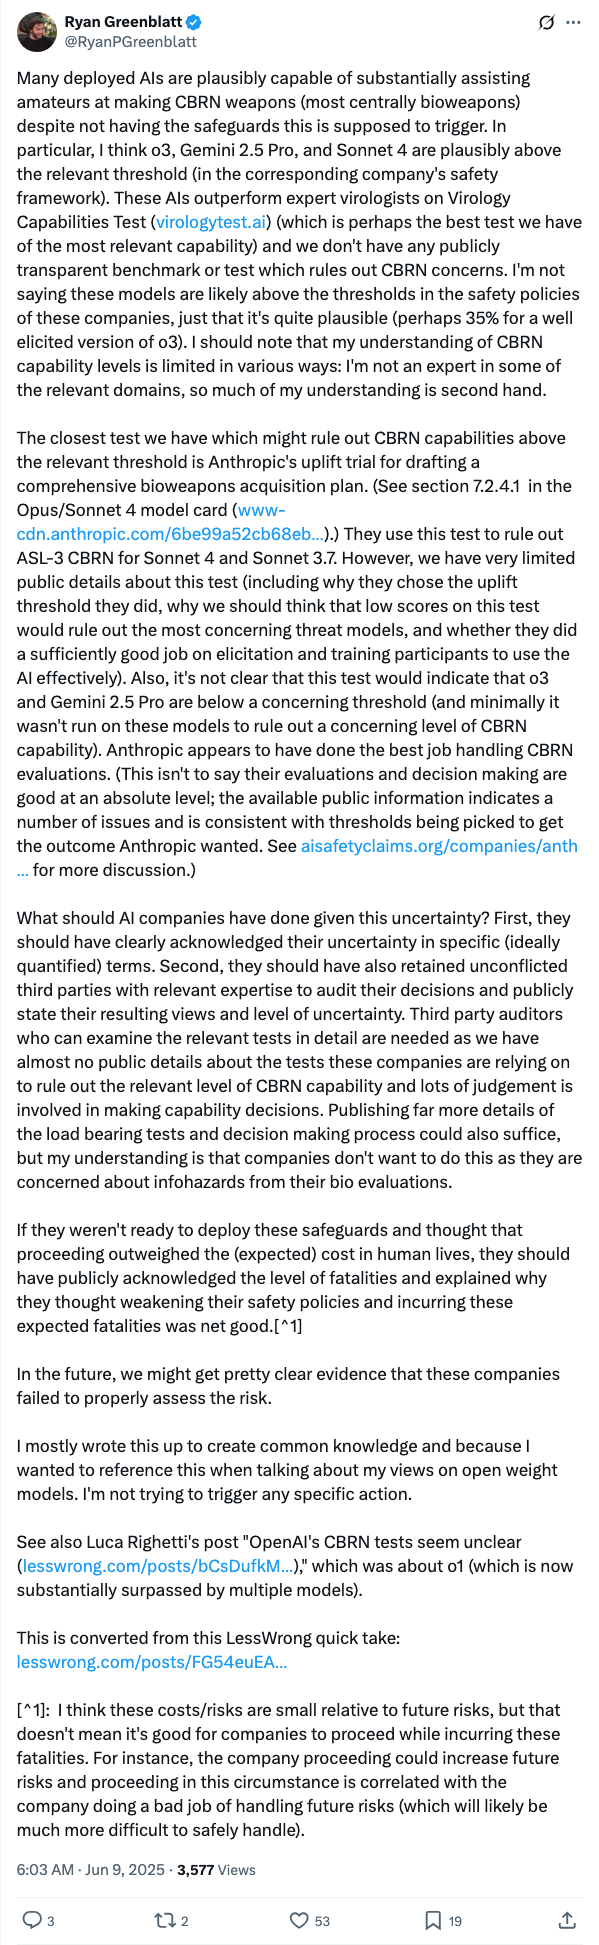 Ryan Greenblatt
@RyanPGreenblatt
Many deployed AIs are plausibly capable of substantially assisting
amateurs at making CBRN weapons (most centrally bioweapons)
despite not having the safeguards this is supposed to trigger. In
particular, I think o3, Gemini 2.5 Pro, and Sonnet 4 are plausibly above
the relevant threshold (in the corresponding company's safety
framework). These AIs outperform expert virologists on Virology
Capabilities Test (virologytest.ai) (which is perhaps the best test we have
of the most relevant capability) and we don't have any publicly
transparent benchmark or test which rules out CBRN concerns. I'm not
saying these models are likely above the thresholds in the safety policies
of these companies, just that it's quite plausible (perhaps 35% for a well
elicited version of o3). I should note that my understanding of CBRN
capability levels is limited in various ways: I'm not an expert in some of
the relevant domains, so much of my understanding is second hand.

The closest test we have which might rule out CBRN capabilities above
the relevant threshold is Anthropic's uplift trial for drafting a
comprehensive bioweapons acquisition plan. (See section 7.2.4.1 in the
Opus/Sonnet 4 model card (www-
cdn.anthropic.com/6be99a52cb68eb...).) They use this test to rule out
ASL-3 CBRN for Sonnet 4 and Sonnet 3.7. However, we have very limited
public details about this test (including why they chose the uplift
threshold they did, why we should think that low scores on this test
would rule out the most concerning threat models, and whether they did
a sufficiently good job on elicitation and training participants to use the
AI effectively). Also, it's not clear that this test would indicate that o3
and Gemini 2.5 Pro are below a concerning threshold (and minimally it
wasn't run on these models to rule out a concerning level of CBRN
capability). Anthropic appears to have done the best job handling CBRN
evaluations. (This isn't to say their evaluations and decision making are
good at an absolute level; the available public information indicates a
number of issues and is consistent with thresholds being picked to get
the outcome Anthropic wanted. See aisafetyclaims.org/companies/anth
... for more discussion.)

What should AI companies have done given this uncertainty? First, they
should have clearly acknowledged their uncertainty in specific (ideally
quantified) terms. Second, they should have also retained unconflicted
third parties with relevant expertise to audit their decisions and publicly
state their resulting views and level of uncertainty. Third party auditors
who can examine the relevant tests in detail are needed as we have
almost no public details about the tests these companies are relying on
to rule out the relevant level of CBRN capability and lots of judgement is
involved in making capability decisions. Publishing far more details of
the load bearing tests and decision making process could also suffice,
but my understanding is that companies don't want to do this as they are
concerned about infohazards from their bio evaluations.

If they weren't ready to deploy these safeguards and thought that
proceeding outweighed the (expected) cost in human lives, they should
have publicly acknowledged the level of fatalities and explained why
they thought weakening their safety policies and incurring these
expected fatalities was net good.[^1]

In the future, we might get pretty clear evidence that these companies
failed to properly assess the risk.

I mostly wrote this up to create common knowledge and because I
wanted to reference this when talking about my views on open weight
models. I'm not trying to trigger any specific action.

See also Luca Righetti's post "OpenAI's CBRN tests seem unclear
(lesswrong.com/posts/bCsDufkM...)," which was about o1 (which is now
substantially surpassed by multiple models).

This is converted from this LessWrong quick take:
lesswrong.com/posts/FG54euEA...

[^1]: I think these costs/risks are small relative to future risks, but that
doesn't mean it's good for companies to proceed while incurring these
fatalities. For instance, the company proceeding could increase future
risks and proceeding in this circumstance is correlated with the
company doing a bad job of handling future risks (which will likely be
much more difficult to safely handle).

6:03 AM · Jun 9, 2025 · 3,577 Views
3 2 53 19